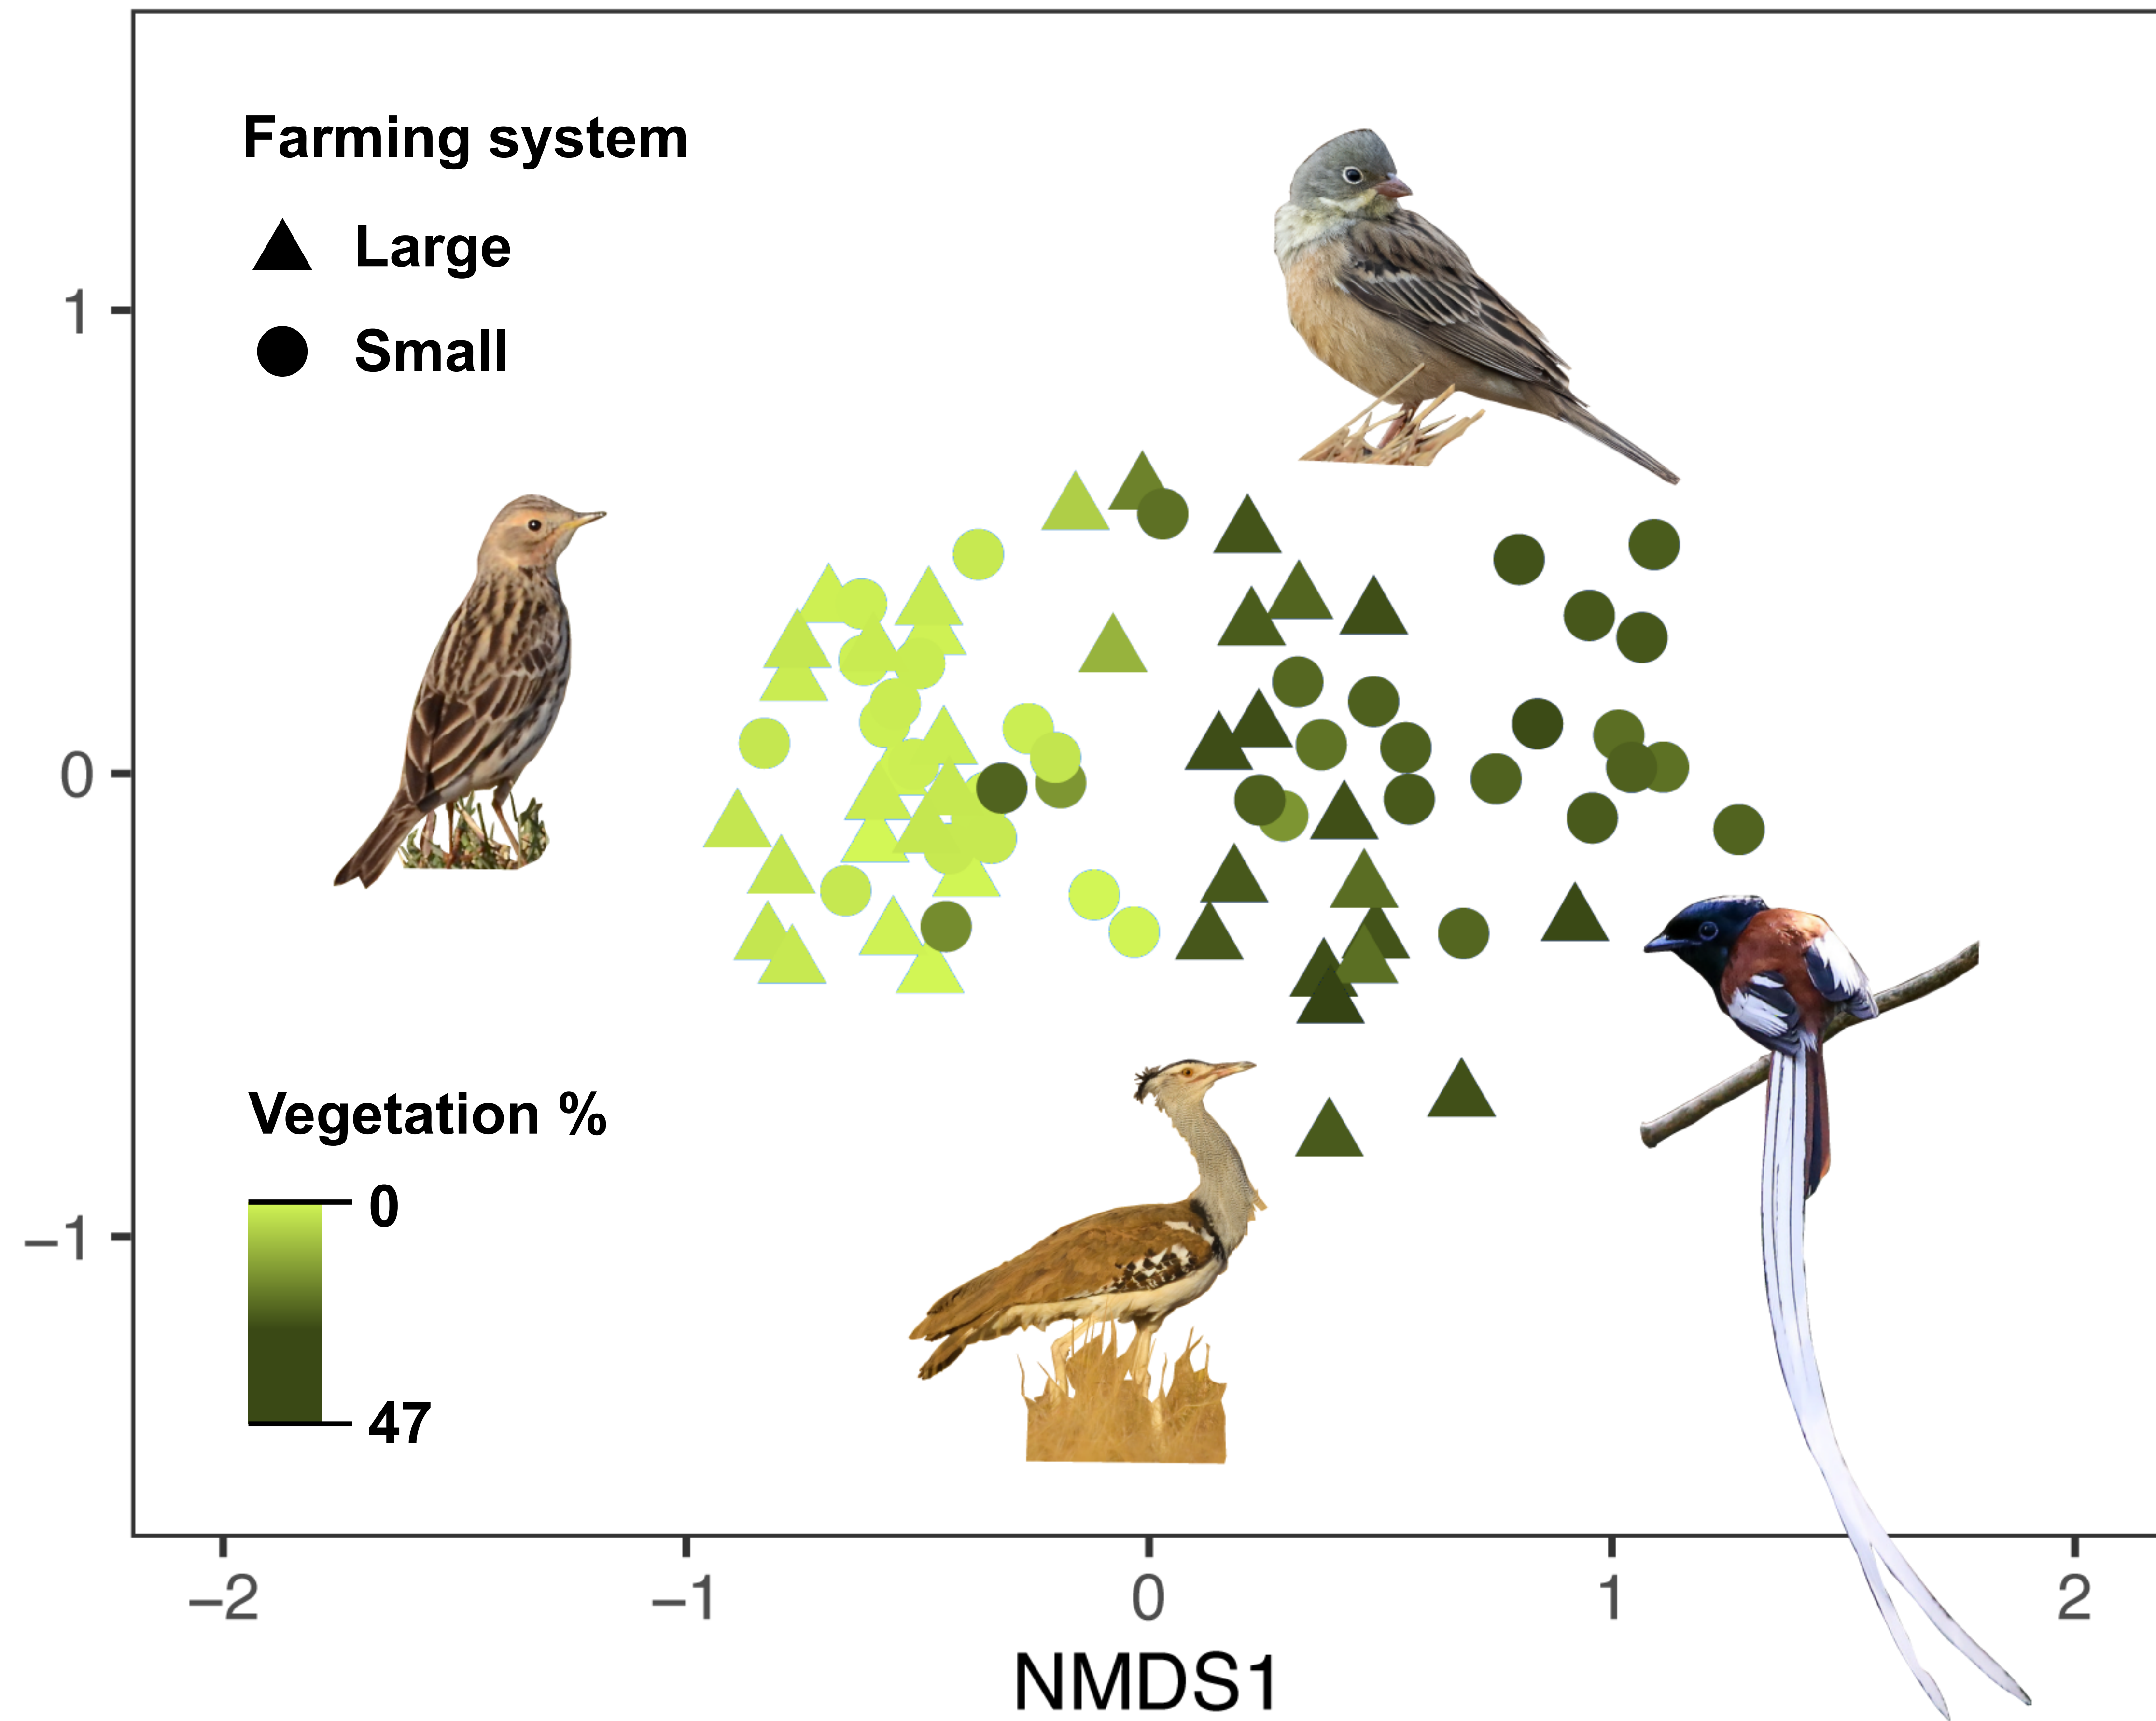 Farming system
Large
Small
1
0
−1
Vegetation %
0
47
−2
−1
0
1
2
NMDS1